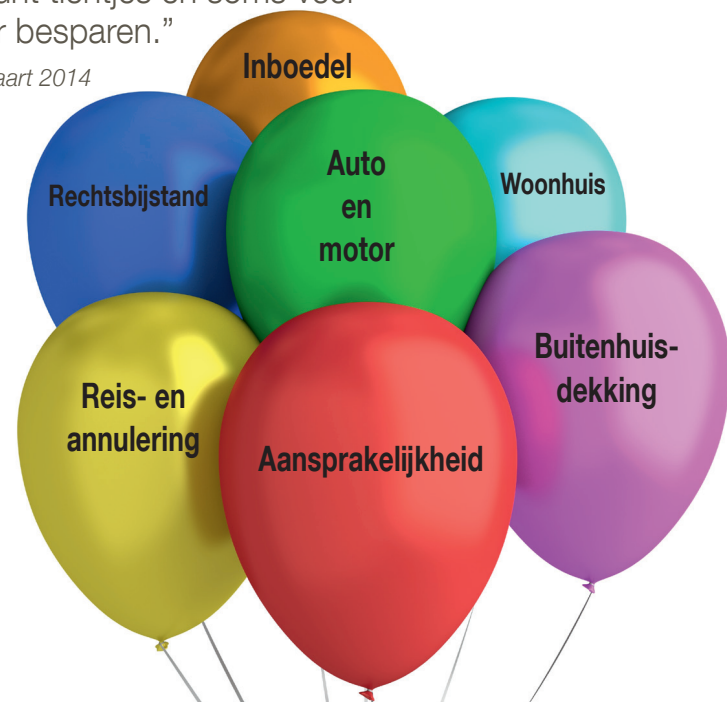 tientjes en soms veel
besparen.”
2014
Inboedel
Auto
en
motor
Rechtsbijstand
Woonhuis
Buitenhuis-
dekking
Reis- en
annulering
Aansprakelijkheid